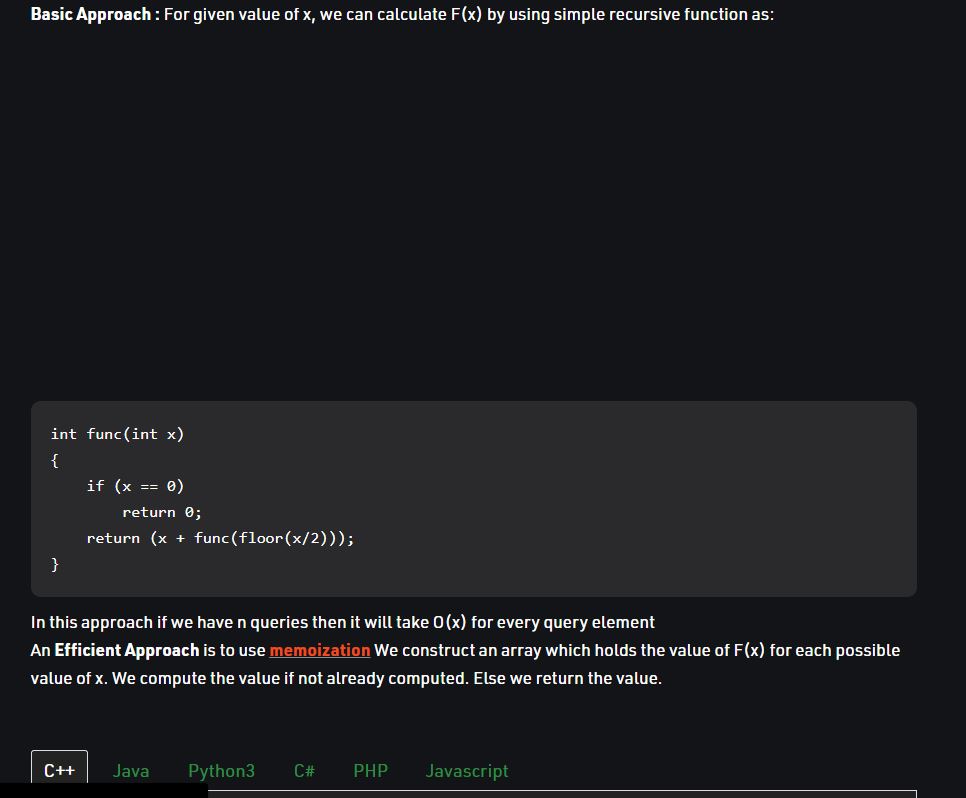 Basic Approach : For given value of x, we can calculate F(x) by using simple recursive function as:
int func(int x)
{
    if (x == 0)
        return 0;
    return (x + func(floor(x/2)));
}
In this approach if we have n queries then it will take O(x) for every query element
An Efficient Approach is to use memoization We construct an array which holds the value of F(x) for each possible
value of x. We compute the value if not already computed. Else we return the value.
C++ Java Python3 C# PHP Javascript